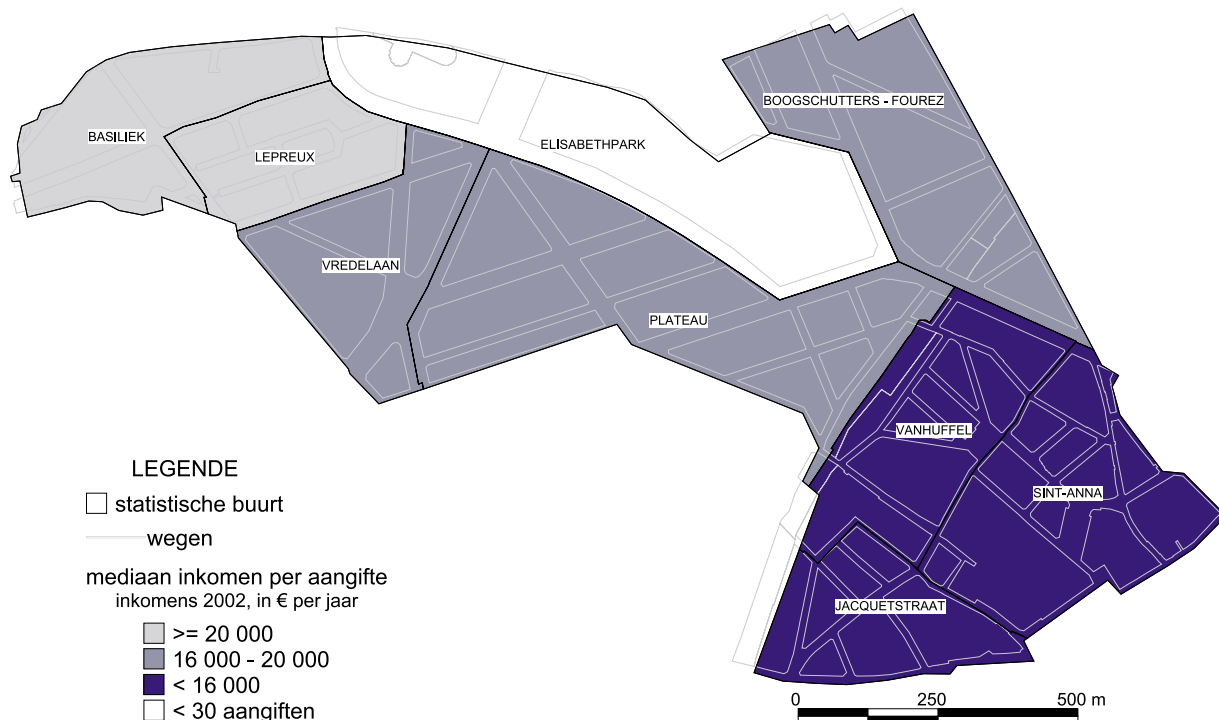 BOOGSCHUTTERS - FOUREZ
BASILIEK
ELISABETHPARK
LEPREUX
VREDELAAN
PLATEAU
VANHUFFEL
SINT-ANNA
JACQUETSTRAAT
LEGENDE
statistische buurt
wegen
mediaan inkomen per aangifte
inkomens 2002, in € per jaar
>= 20 000
16 000 - 20 000
< 16 000
< 30 aangiften
0 250 500 m